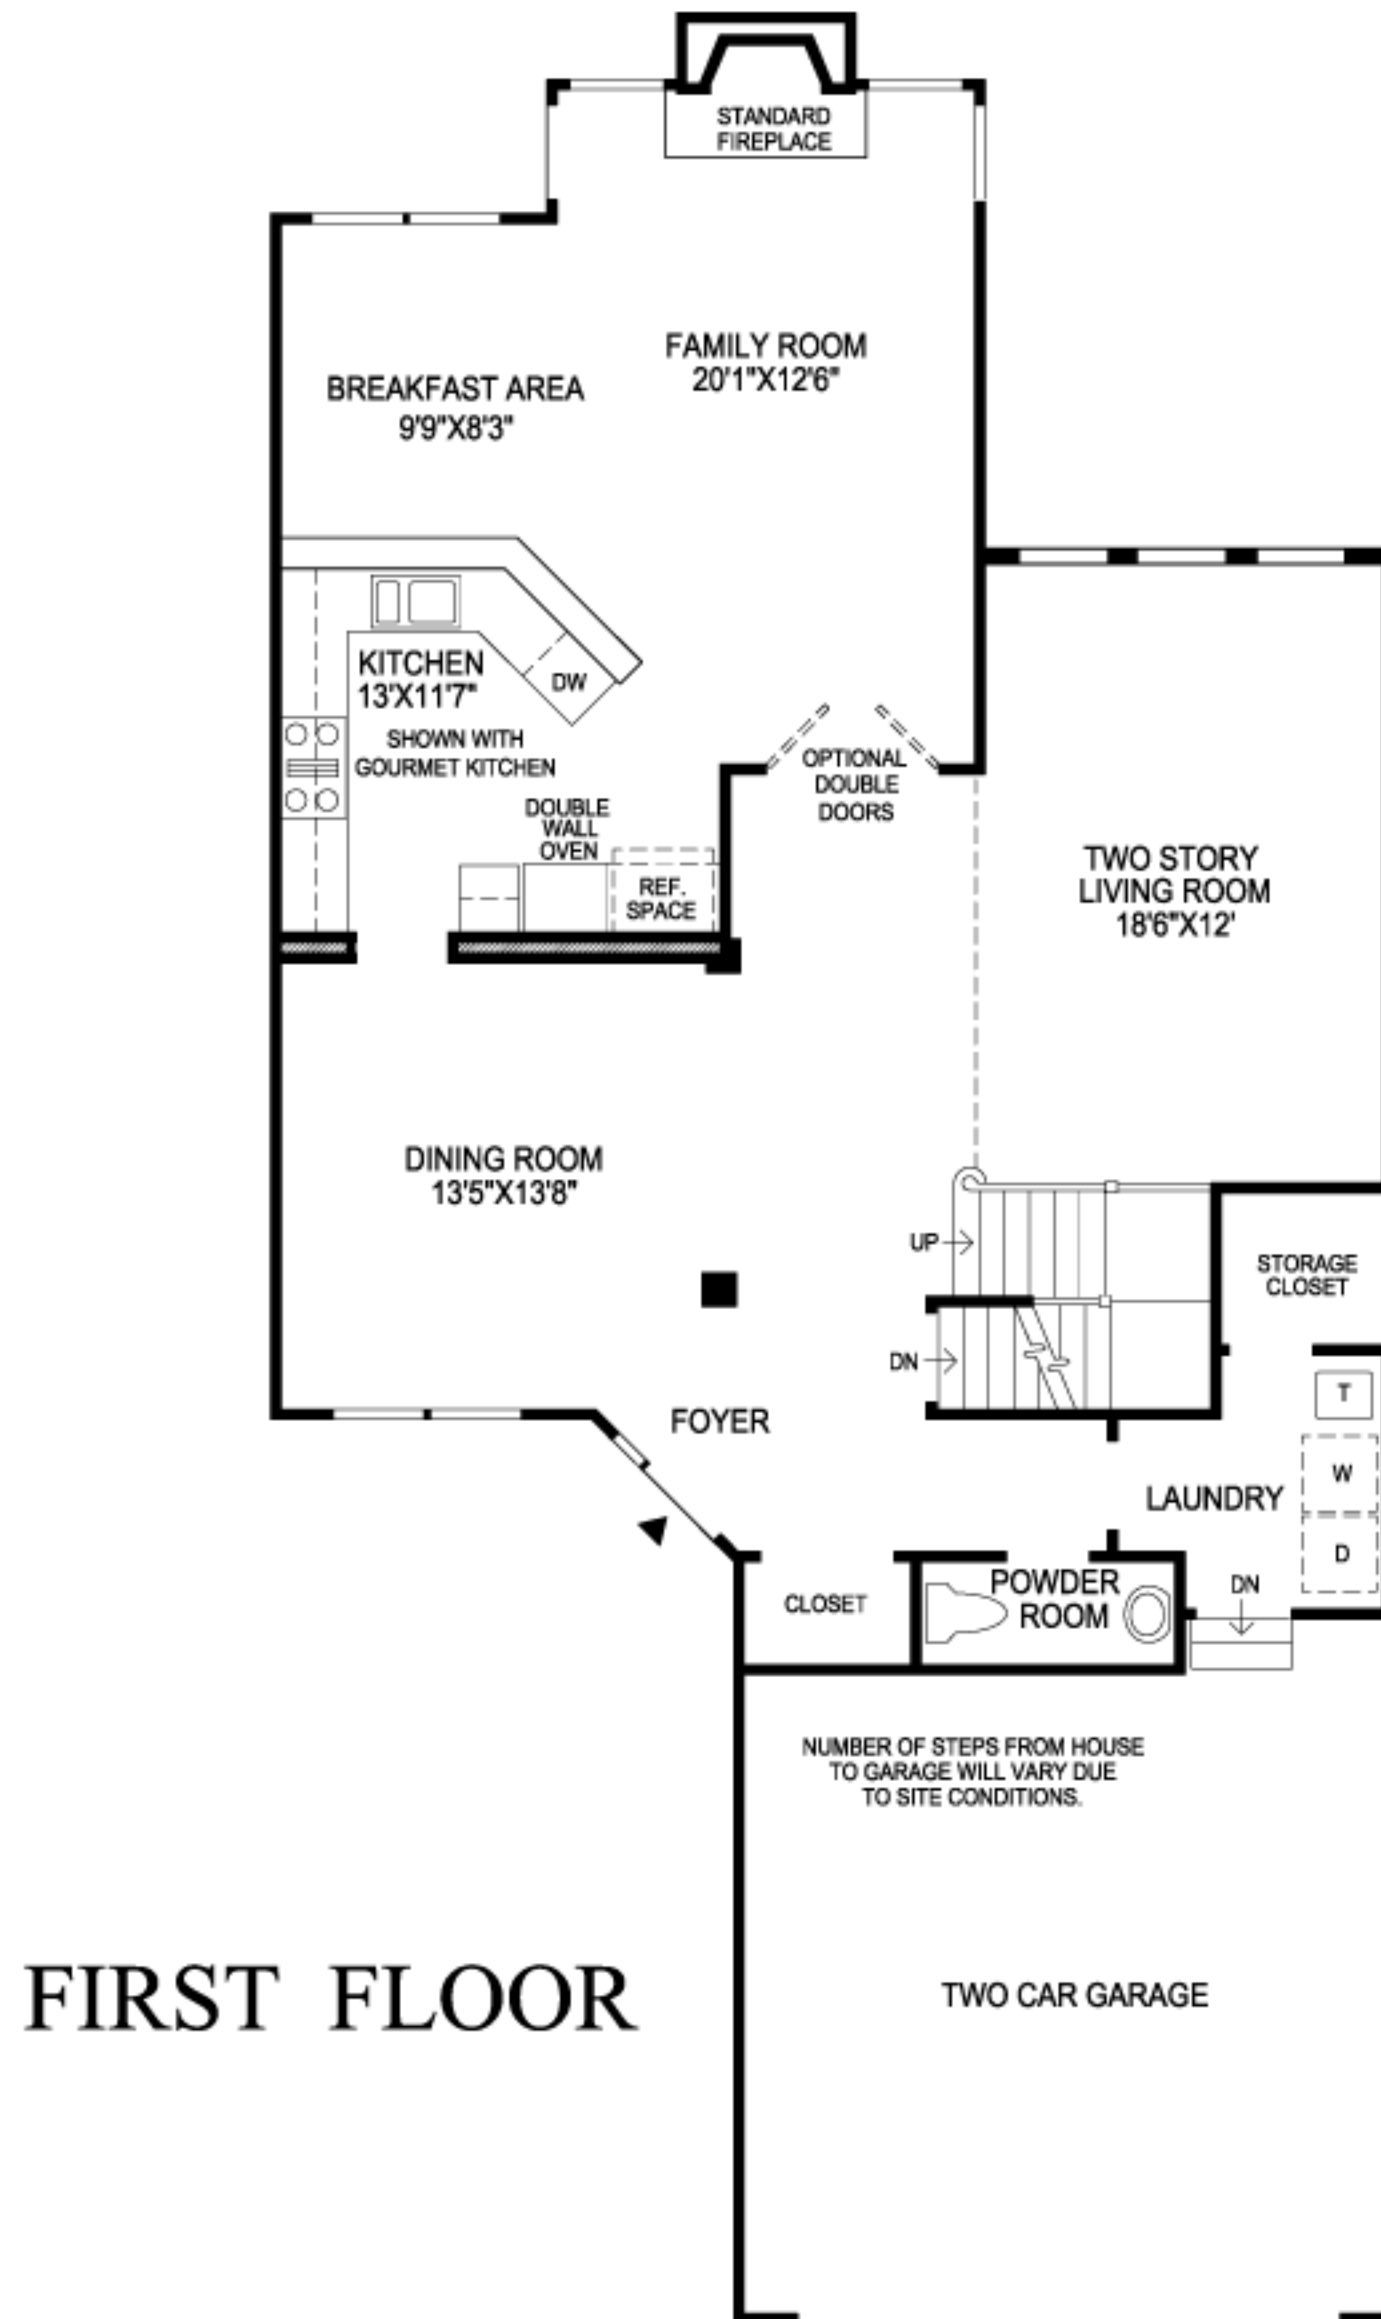 STANDARD
FIREPLACE
FAMILY ROOM
20'1"X12'6"
BREAKFAST AREA
9'9"X8'3"
KITCHEN
13'X11'7"
DW
SHOWN WITH
GOURMET KITCHEN
OPTIONAL
DOUBLE
DOORS
DOUBLE
WALL
OVEN
REF.
SPACE
TWO STORY
LIVING ROOM
18'6"X12'
DINING ROOM
13'5"X13'8"
UP
STORAGE
CLOSET
DN
T
FOYER
W
LAUNDRY
D
DN
POWDER
ROOM
CLOSET
NUMBER OF STEPS FROM HOUSE
TO GARAGE WILL VARY DUE
TO SITE CONDITIONS.
TWO CAR GARAGE
FIRST FLOOR